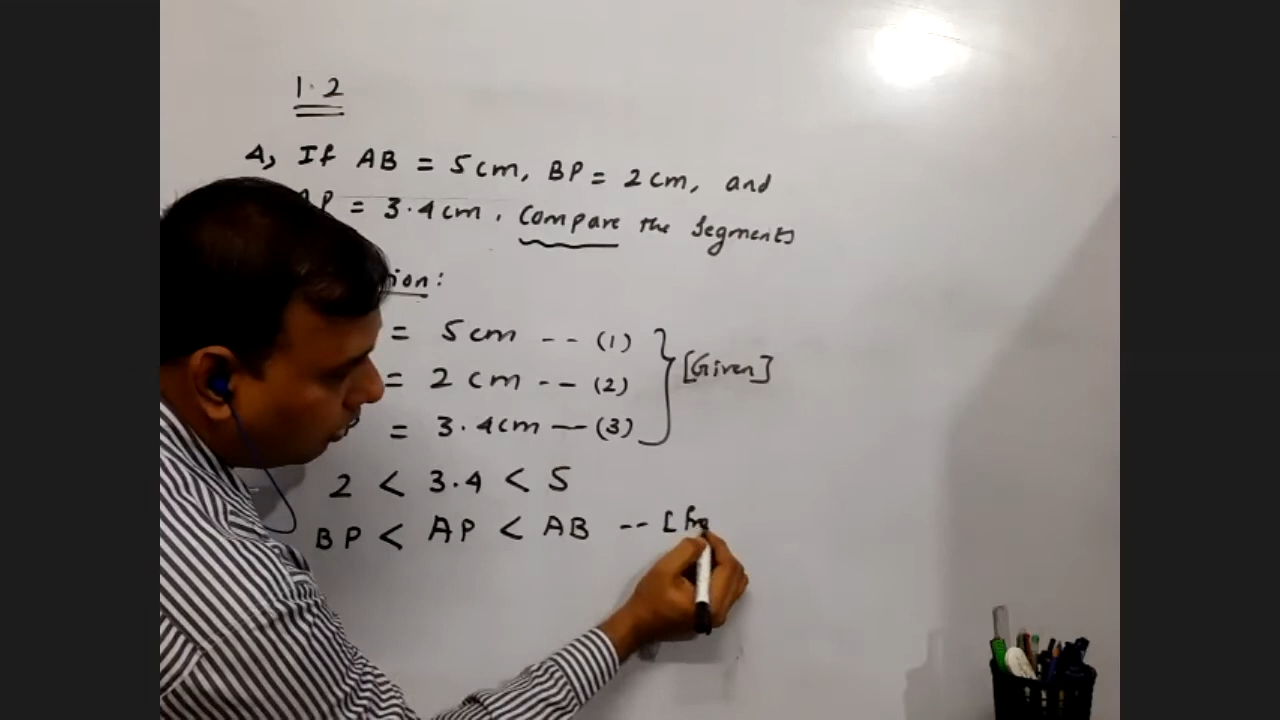 1.2
4, If AB = 5cm, BP = 2cm, and
= 3.4cm. Compare the segments
= 5cm -- (1)
= 2cm -- (2) [Given]
= 3.4cm — (3)
2 < 3.4 < 5
BP < AP < AB -- [